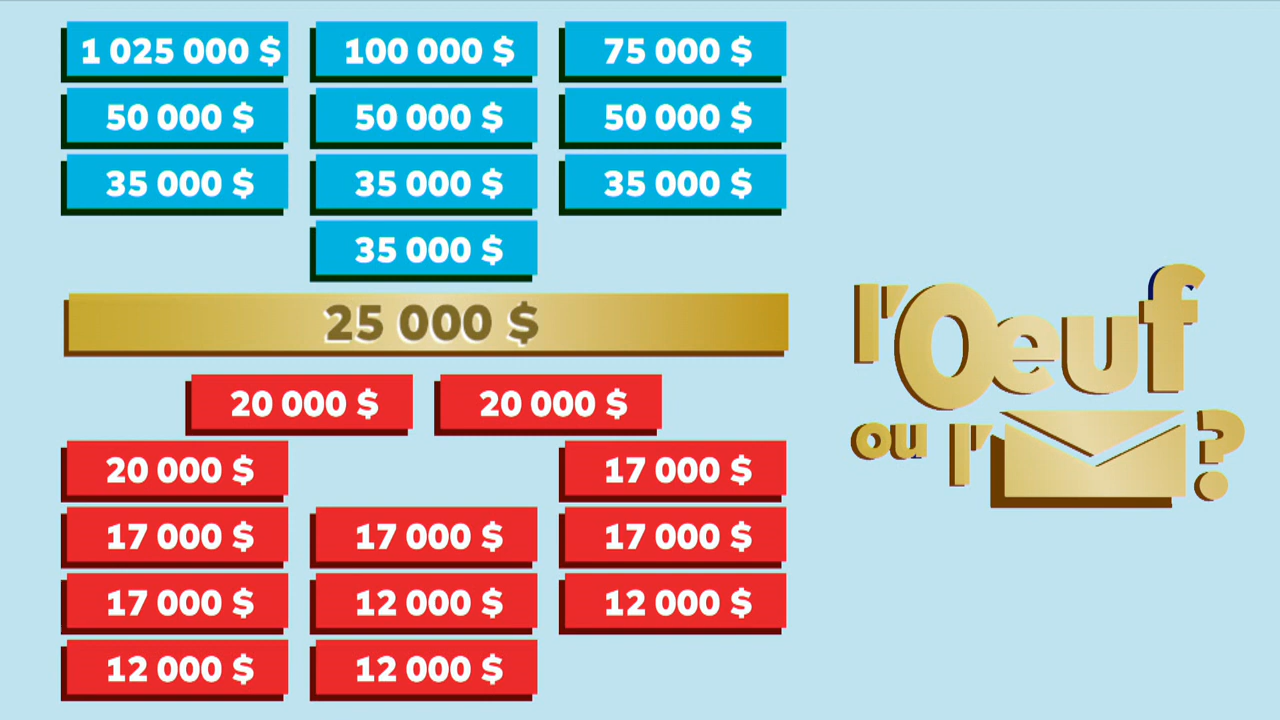 1 025 000 $ 100 000 $ 75 000 $
50 000 $ 50 000 $ 50 000 $
35 000 $ 35 000 $ 35 000 $
35 000 $
25 000 $
20 000 $ 20 000 $
20 000 $ 17 000 $
17 000 $ 17 000 $ 17 000 $
17 000 $ 12 000 $ 12 000 $
12 000 $ 12 000 $
l'Oeuf
ou l' ?